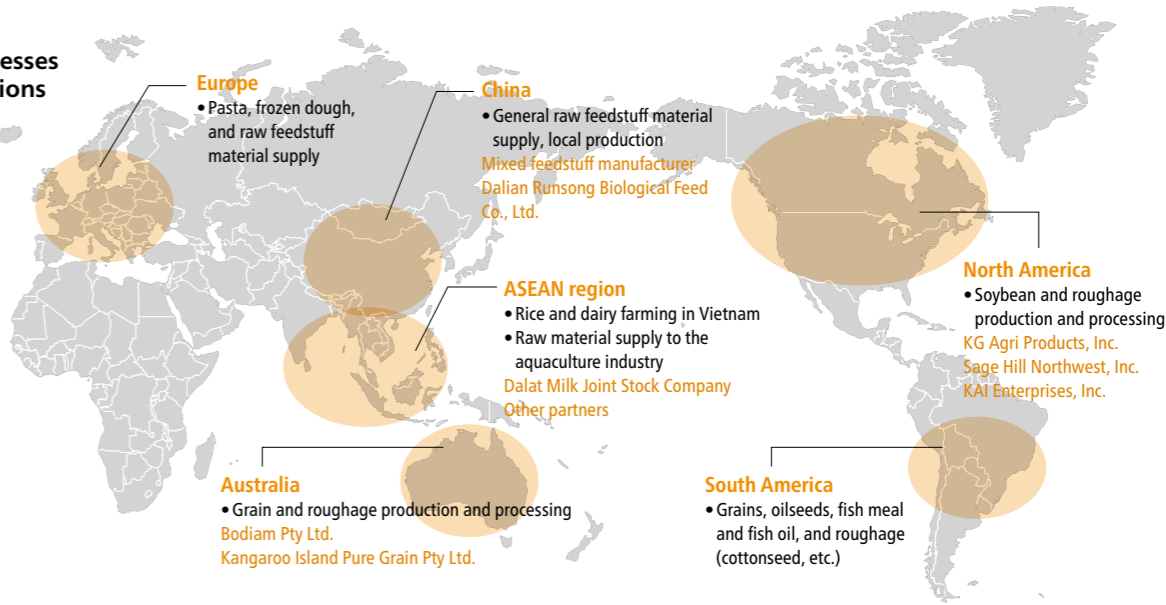 esses
ions
Europe
• Pasta, frozen dough,
and raw feedstuff
material supply
China
• General raw feedstuff material
supply, local production
Mixed feedstuff manufacturer
Dalian Runsong Biological Feed
Co., Ltd.
ASEAN region
• Rice and dairy farming in Vietnam
• Raw material supply to the
aquaculture industry
Dalat Milk Joint Stock Company
Other partners
North America
• Soybean and roughage
production and processing
KG Agri Products, Inc.
Sage Hill Northwest, Inc.
KAI Enterprises, Inc.
Australia
• Grain and roughage production and processing
Bodiam Pty Ltd.
Kangaroo Island Pure Grain Pty Ltd.
South America
• Grains, oilseeds, fish meal
and fish oil, and roughage
(cottonseed, etc.)